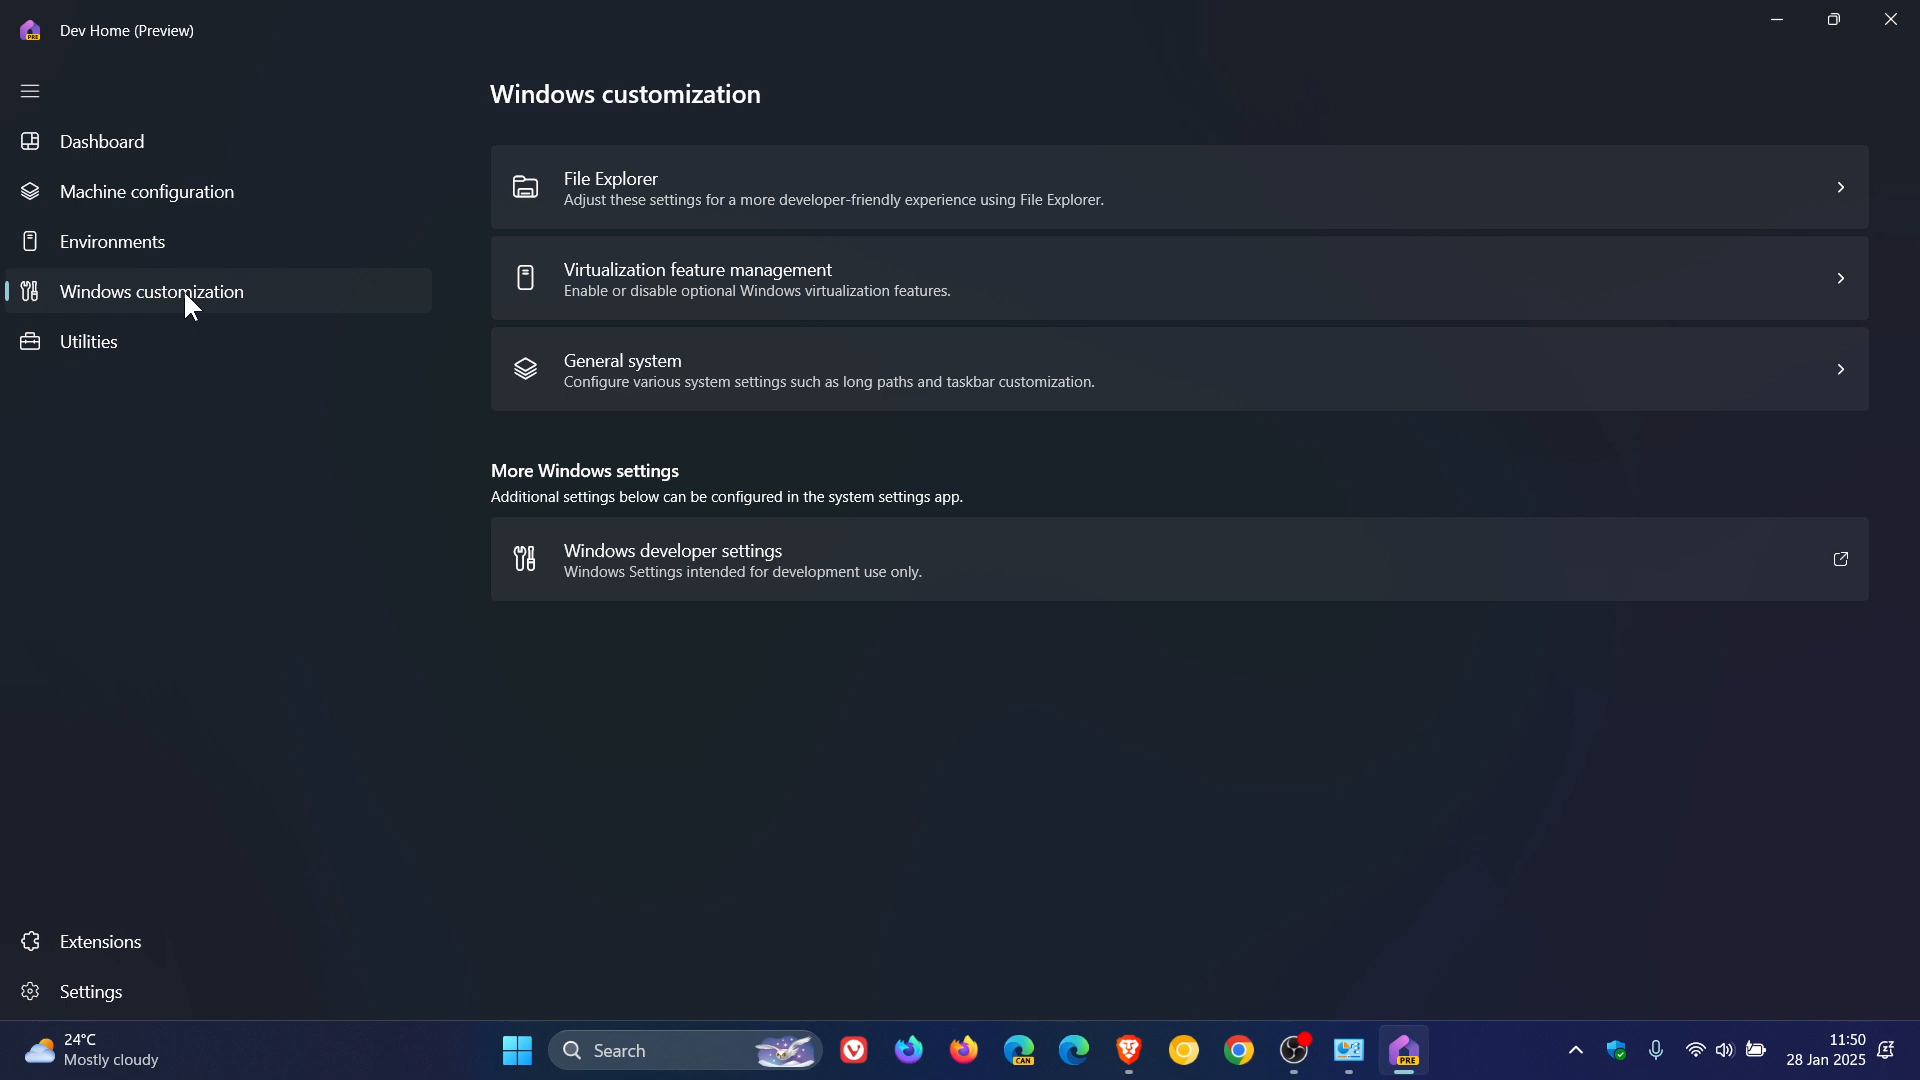 Dev Home (Preview)
Dashboard
Machine configuration
Environments
Windows customization
Utilities
Extensions
Settings
Windows customization
File Explorer
Adjust these settings for a more developer-friendly experience using File Explorer.
Virtualization feature management
Enable or disable optional Windows virtualization features.
General system
Configure various system settings such as long paths and taskbar customization.
More Windows settings
Additional settings below can be configured in the system settings app.
Windows developer settings
Windows Settings intended for development use only.
24°C
Mostly cloudy
Search
CAN
PRE
11:50
28 Jan 2025